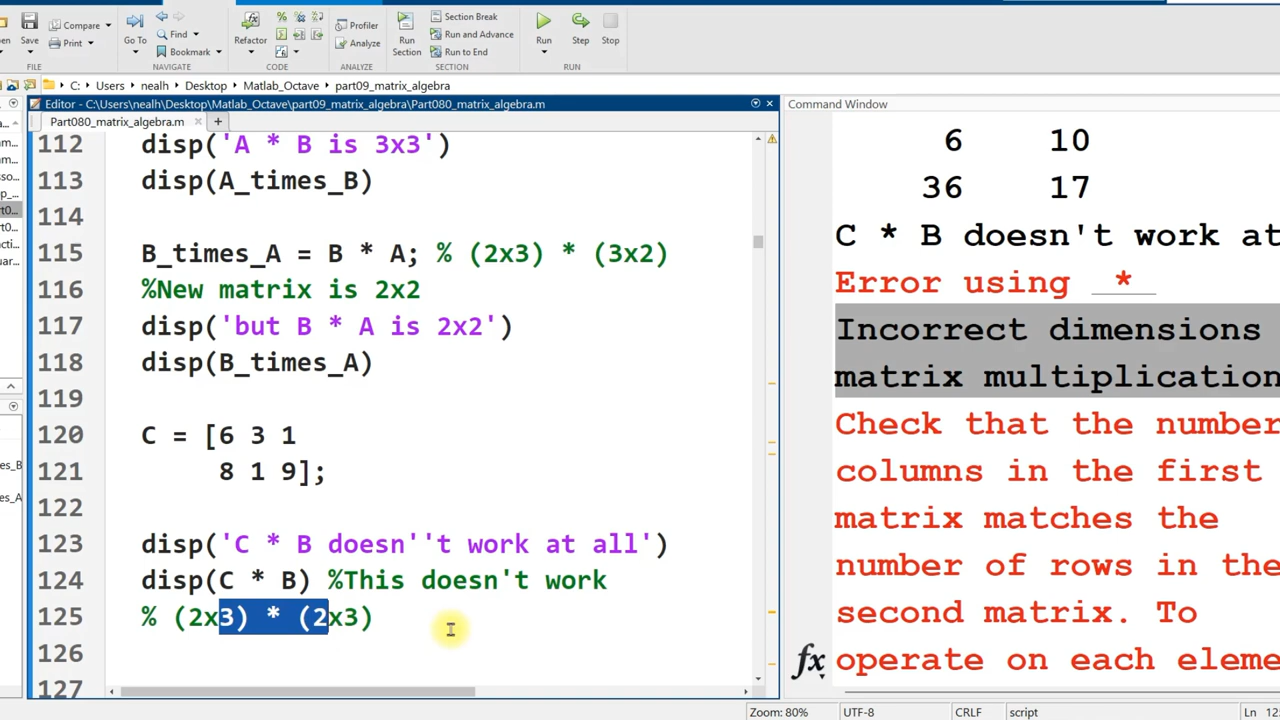 Compare
Section Break
Save
Print
Go To
Find
Bookmark
Refactor
Profiler
Analyze
Run
Section
Run and Advance
Run to End
Run
Step
Stop
FILE
NAVIGATE
CODE
ANALYZE
SECTION
RUN
C: Users nealh Desktop Matlab_Octave part09_matrix_algebra
Editor - C:\Users\nealh\Desktop\Matlab_Octave\part09_matrix_algebra\Part080_matrix_algebra.m
Part080_matrix_algebra.m
112 disp('A * B is 3x3')
113 disp(A_times_B)
114
115 B_times_A = B * A; % (2x3) * (3x2)
116 %New matrix is 2x2
117 disp('but B * A is 2x2')
118 disp(B_times_A)
119
120 C = [6 3 1
121 8 1 9];
122
123 disp('C * B doesn''t work at all')
124 disp(C * B) %This doesn't work
125 % (2x3) * (2x3)
126
127
Command Window
6 10
36 17
C * B doesn't work at
Error using *
Incorrect dimensions
matrix multiplication
Check that the number
columns in the first
matrix matches the
number of rows in the
second matrix. To
operate on each eleme
fx
Zoom: 80% UTF-8 CRLF script Ln 12